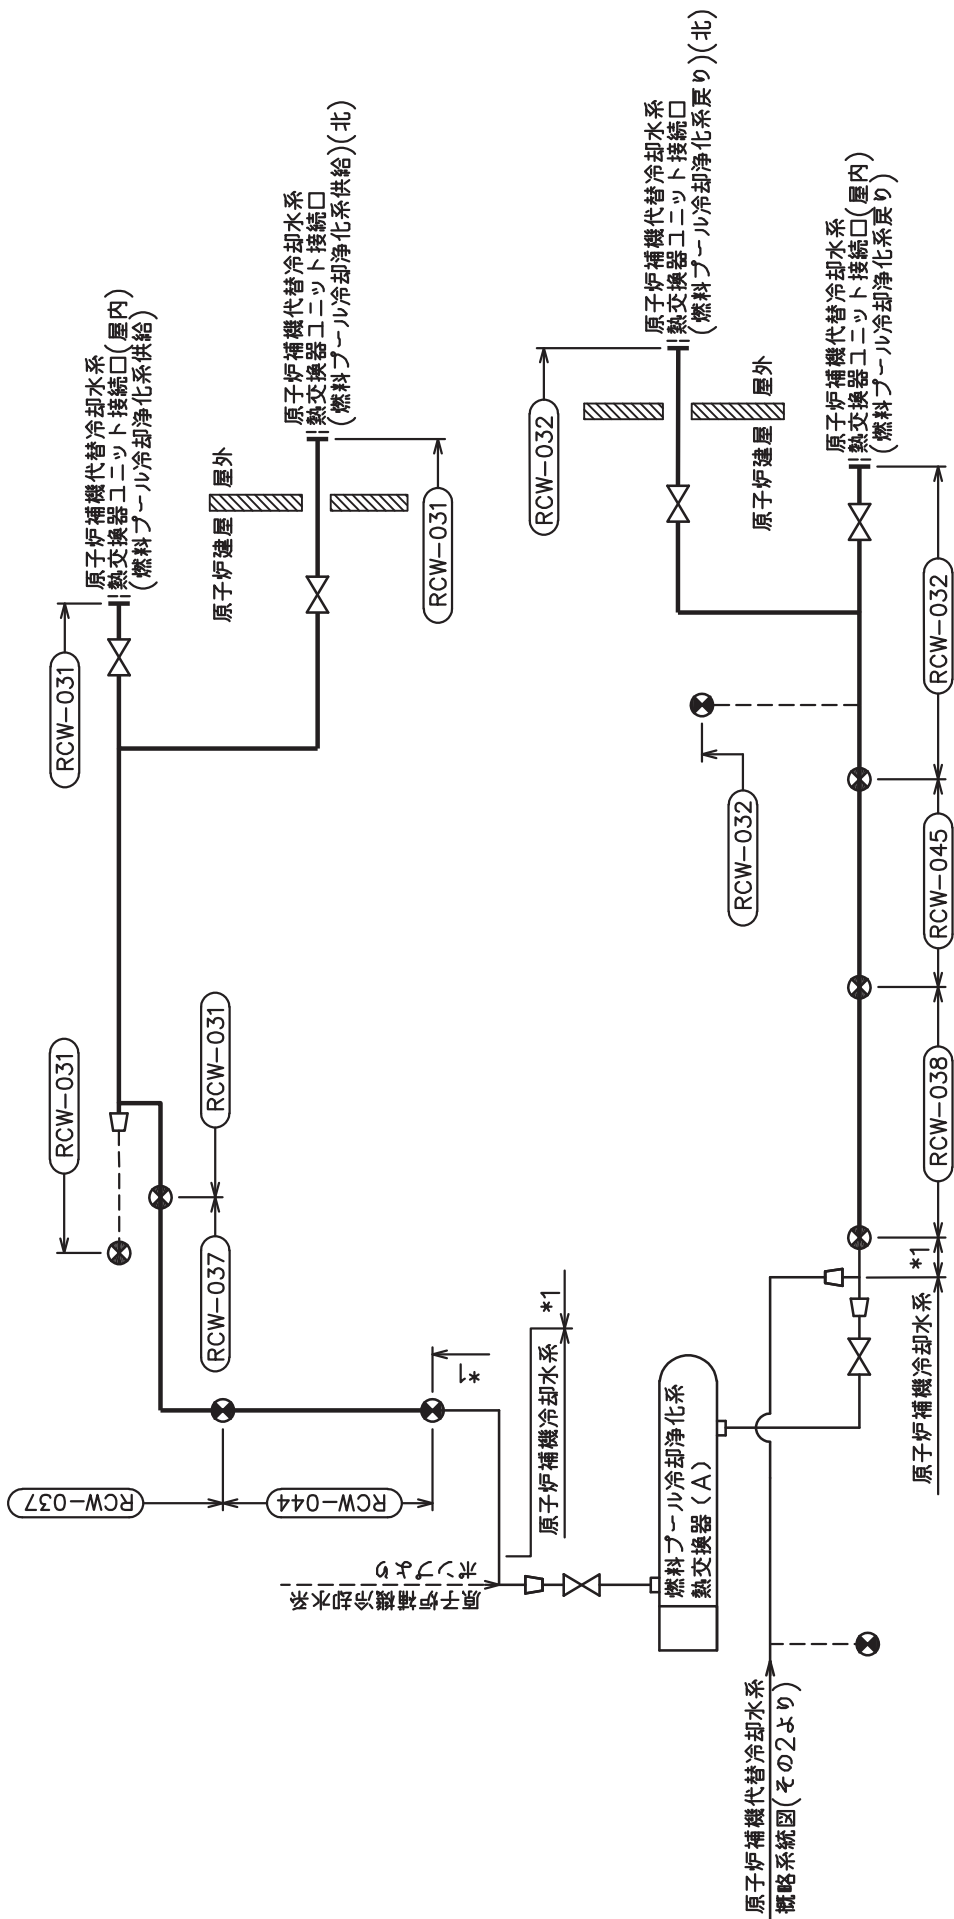 原子炉補機代替冷却水系
熱交換器ユニット接続口(屋内)
(燃料プール冷却浄化系供給)
RCW-031
原子炉補機代替冷却水系
熱交換器ユニット接続口
(燃料プール冷却浄化系供給)(北)
原子炉建屋
屋外
RCW-031
RCW-031
RCW-031
RCW-037
RCW-037
RCW-044
*1
原子炉補機冷却水系
ポンプより
原子炉補機冷却水系
*1
燃料プール冷却浄化系
熱交換器(A)
原子炉補機代替冷却水系
熱交換器ユニット接続口
(燃料プール冷却浄化系戻り)(北)
RCW-032
原子炉建屋
屋外
原子炉補機代替冷却水系
熱交換器ユニット接続口(屋内)
(燃料プール冷却浄化系戻り)
RCW-032
RCW-032
RCW-045
RCW-038
*1
原子炉補機冷却水系
原子炉補機代替冷却水系
概略系統図(その2より)